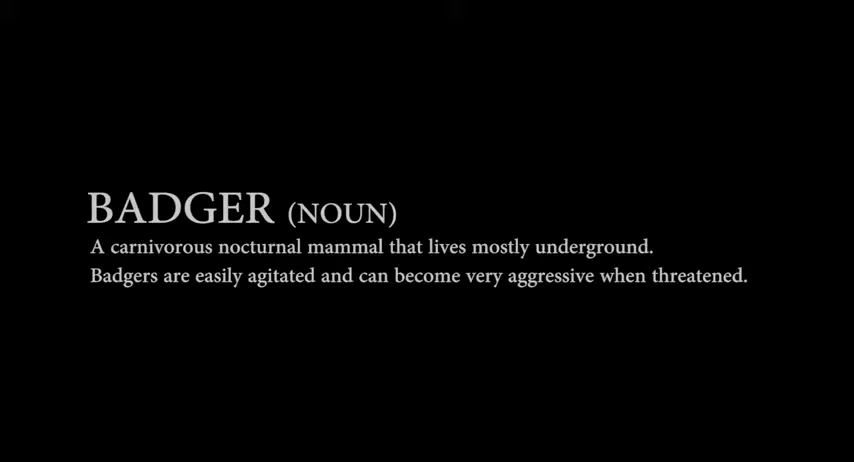 BADGER (NOUN)
A carnivorous nocturnal mammal that lives mostly underground.
Badgers are easily agitated and can become very aggressive when threatened.